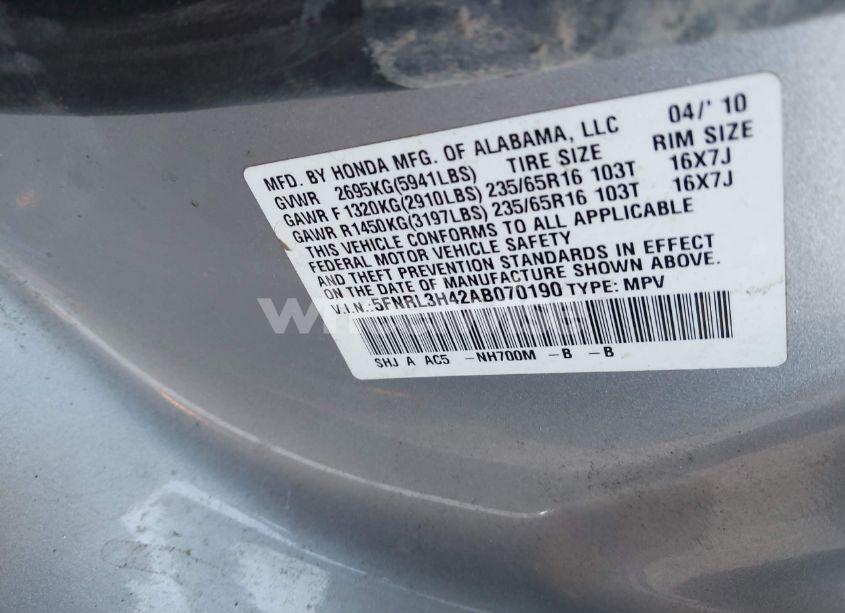 MFD. BY HONDA MFG. OF ALABAMA, LLC 04/' 10
GVWR 2695KG(5941LBS) TIRE SIZE RIM SIZE
GAWR F 1320KG(2910LBS) 235/65R16 103T 16X7J
GAWR R1450KG(3197LBS) 235/65R16 103T 16X7J
THIS VEHICLE CONFORMS TO ALL APPLICABLE
FEDERAL MOTOR VEHICLE SAFETY
AND THEFT PREVENTION STANDARDS IN EFFECT
ON THE DATE OF MANUFACTURE SHOWN ABOVE.
V.I.N.:5FNRL3H42AB070190 TYPE: MPV
SHJ A AC5 -NH700M -B -B